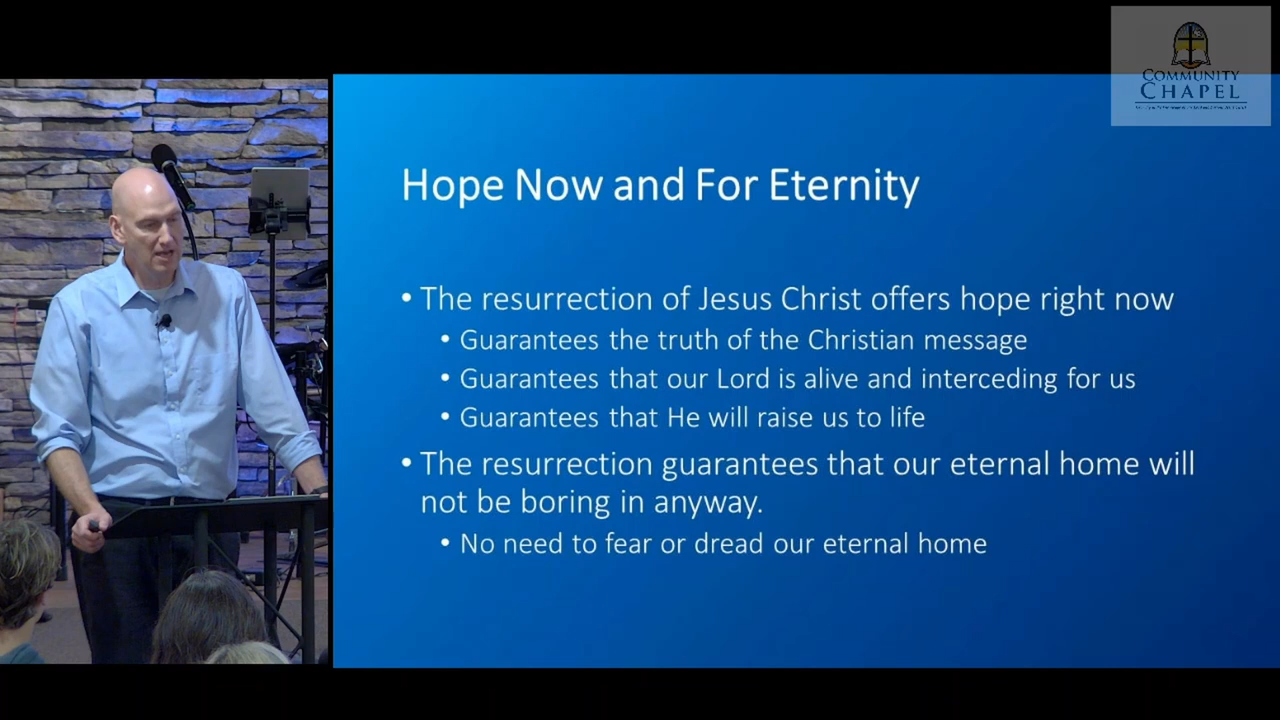 COMMUNITY
CHAPEL
Hope Now and For Eternity
• The resurrection of Jesus Christ offers hope right now
• Guarantees the truth of the Christian message
• Guarantees that our Lord is alive and interceding for us
• Guarantees that He will raise us to life
• The resurrection guarantees that our eternal home will
not be boring in anyway.
• No need to fear or dread our eternal home